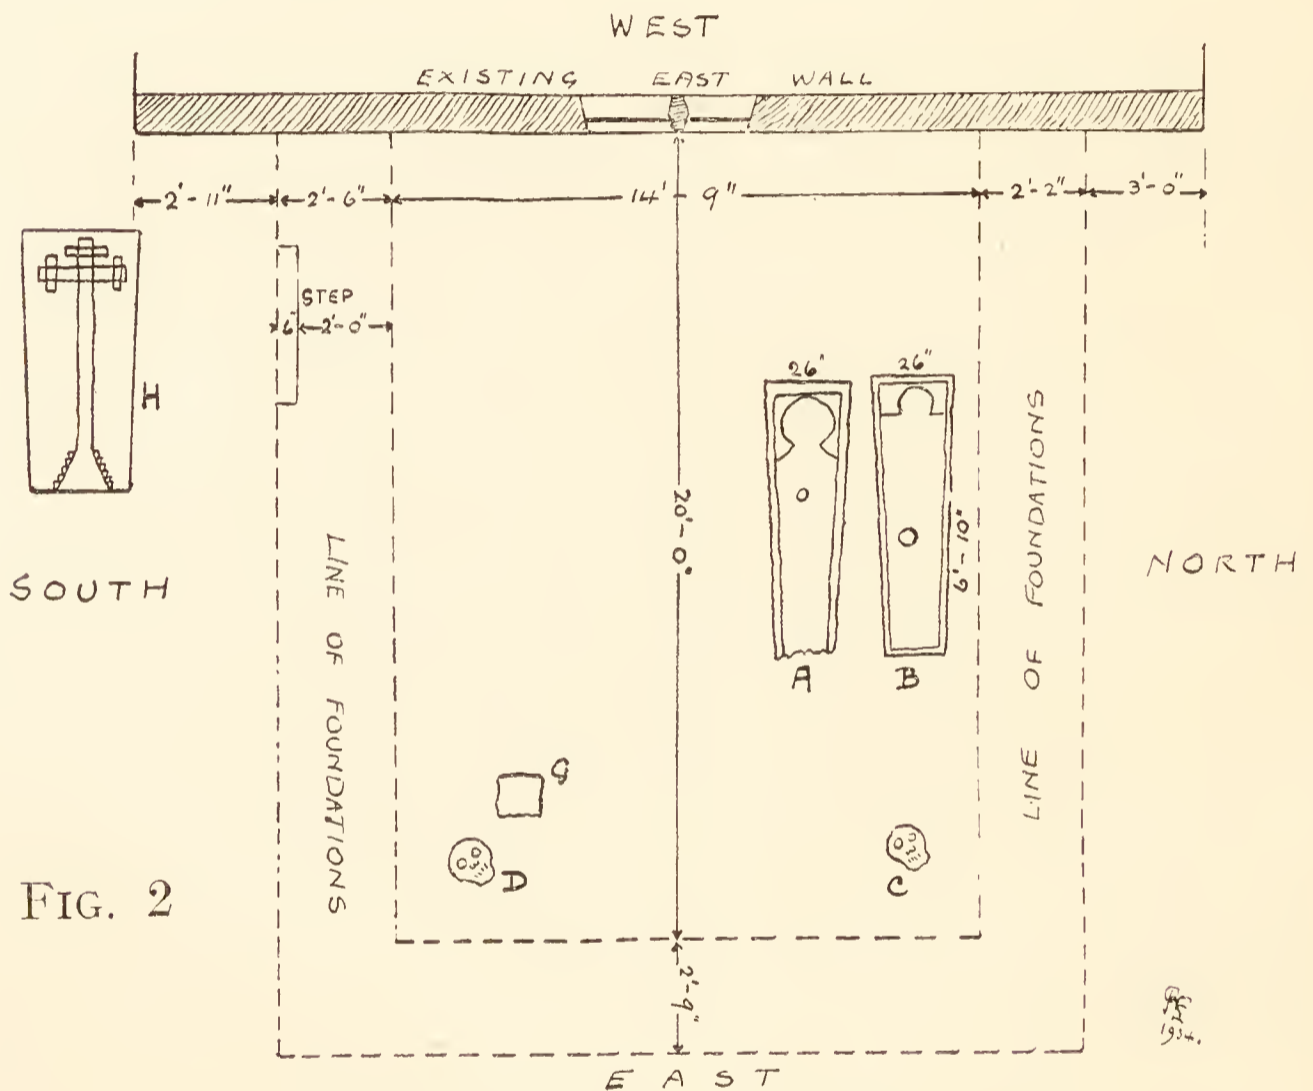 WEST
EXISTING EAST WALL
2'-11" 2'-6" 14'-9" 2'-2" 3'-0"
STEP
6" 2'-0"
H
26" 26"
20'-0"
6'-10"
LINE OF FOUNDATIONS
LINE OF FOUNDATIONS
SOUTH
NORTH
A B
G
D
C
FIG. 2
2'-9"
1934.
EAST